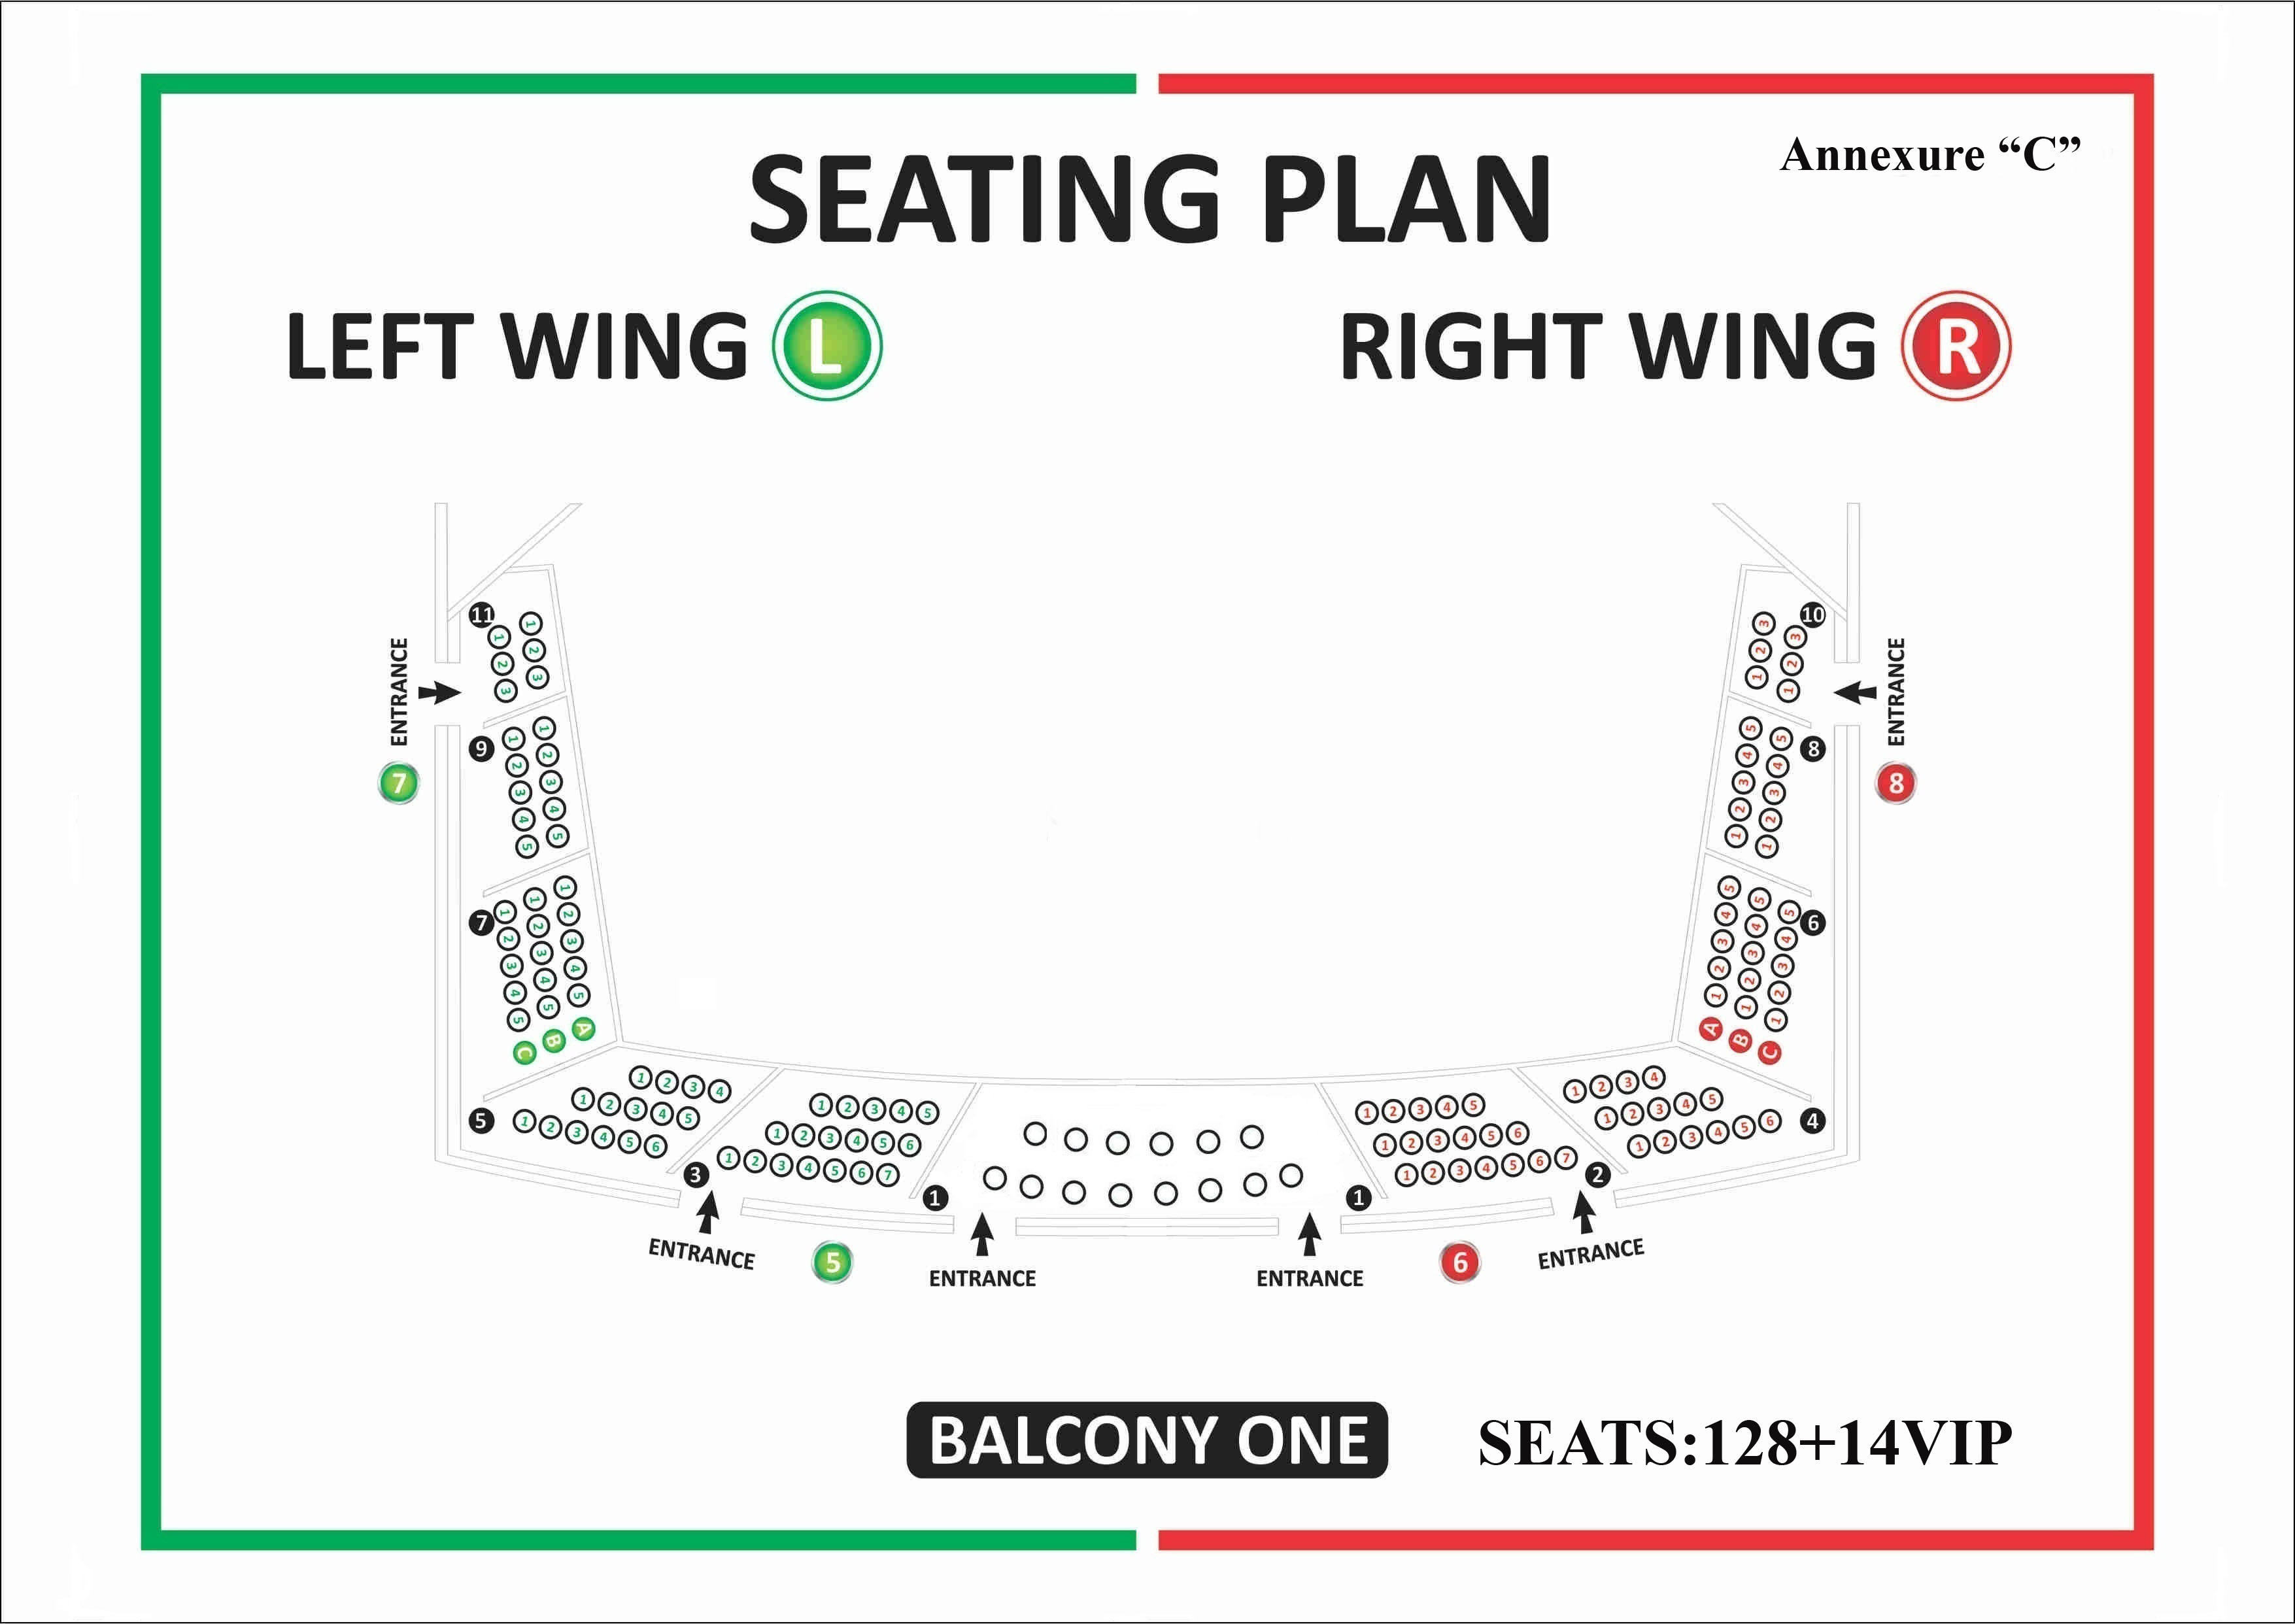 Annexure “C”
SEATING PLAN
LEFT WING L
RIGHT WING R
11
1 2 3
1 2 3
ENTRANCE
7
9
1 2 3 4 5
1 2 3 4 5
7
1 2 3 4 5
1 2 3 4 5
1 2 3 4 5
C B A
5
1 2 3 4
1 2 3 4 5
1 2 3 4 5 6
3
1 2 3 4 5
1 2 3 4 5 6
1 2 3 4 5 6 7
1
ENTRANCE
5
ENTRANCE
10
3 2 1
3 2 1
ENTRANCE
8
8
5 4 3 2 1
5 4 3 2 1
6
5 4 3 2 1
5 4 3 2 1
5 4 3 2 1
A B C
4
1 2 3 4
1 2 3 4 5
1 2 3 4 5 6
2
1 2 3 4 5
1 2 3 4 5 6
1 2 3 4 5 6 7
1
ENTRANCE
6
ENTRANCE
BALCONY ONE
SEATS:128+14VIP